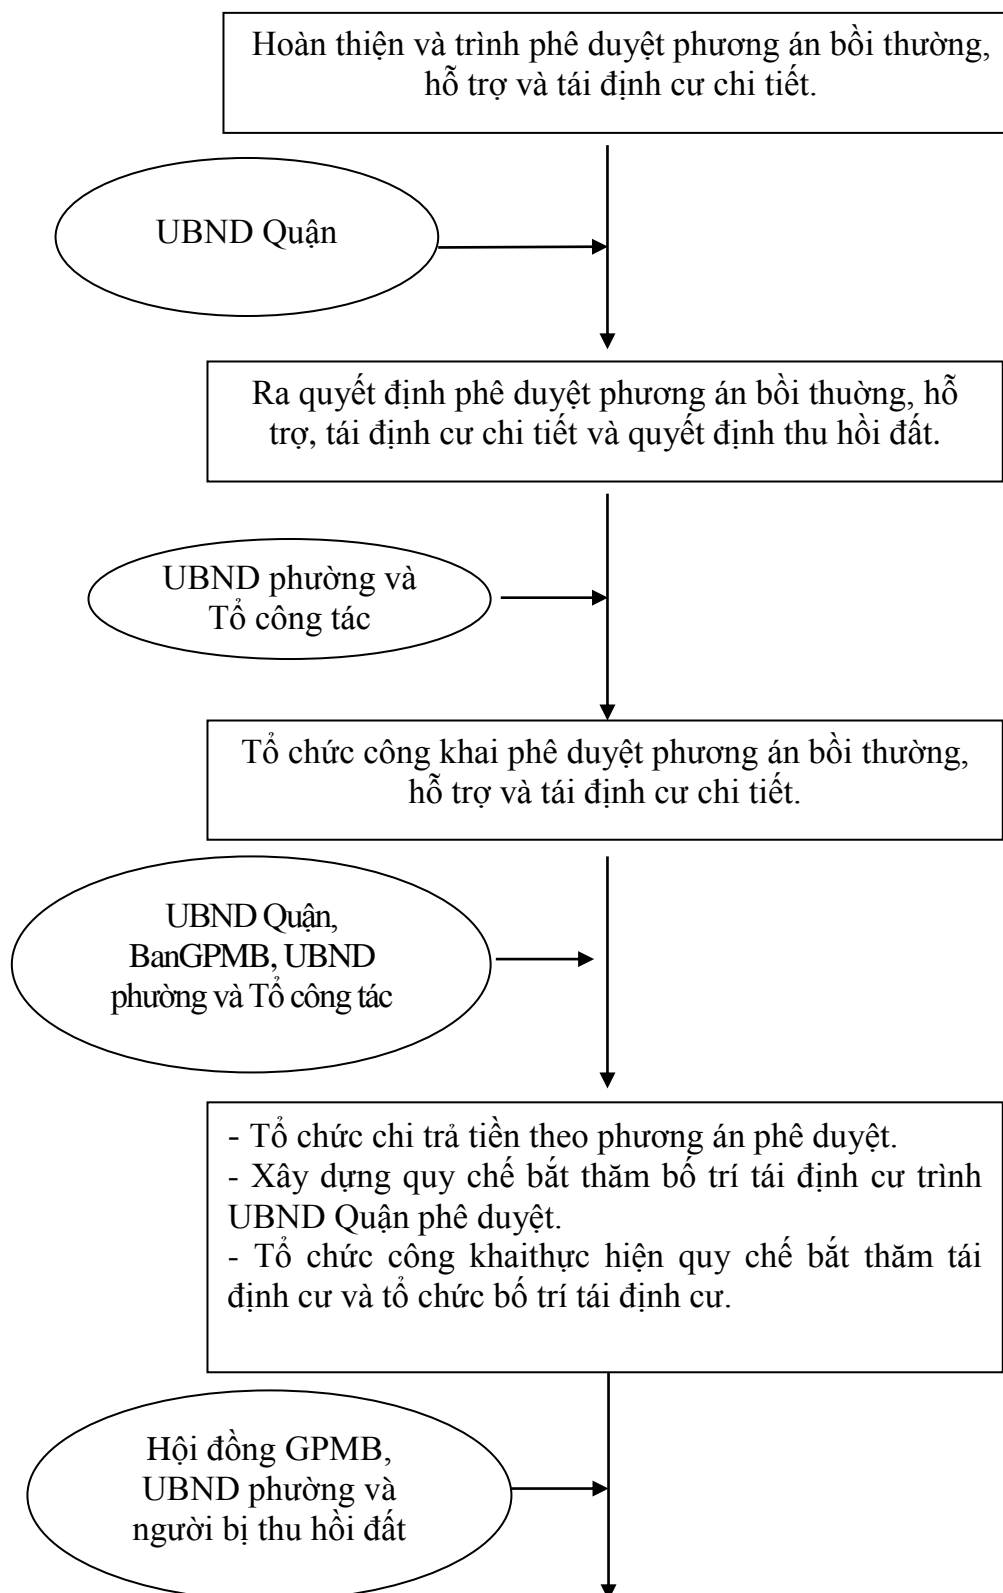 Hoàn thiện và trình phê duyệt phương án bồi thường,
hỗ trợ và tái định cư chi tiết.
UBND Quận
Ra quyết định phê duyệt phương án bồi thuờng, hỗ
trợ, tái định cư chi tiết và quyết định thu hồi đất.
UBND phường và
Tổ công tác
Tổ chức công khai phê duyệt phương án bồi thường,
hỗ trợ và tái định cư chi tiết.
UBND Quận,
BanGPMB, UBND
phường và Tổ công tác
- Tổ chức chi trả tiền theo phương án phê duyệt.
- Xây dựng quy chế bắt thăm bố trí tái định cư trình
UBND Quận phê duyệt.
- Tổ chức công khaithực hiện quy chế bắt thăm tái
định cư và tổ chức bố trí tái định cư.
Hội đồng GPMB,
UBND phường và
người bị thu hồi đất